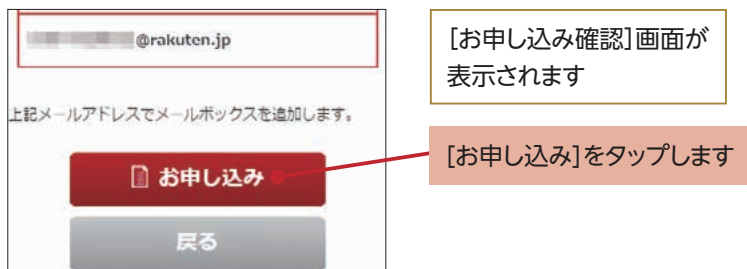 @rakuten.jp
上記メールアドレスでメールボックスを追加します。
お申し込み
戻る
[お申し込み確認]画面が
表示されます
[お申し込み]をタップします